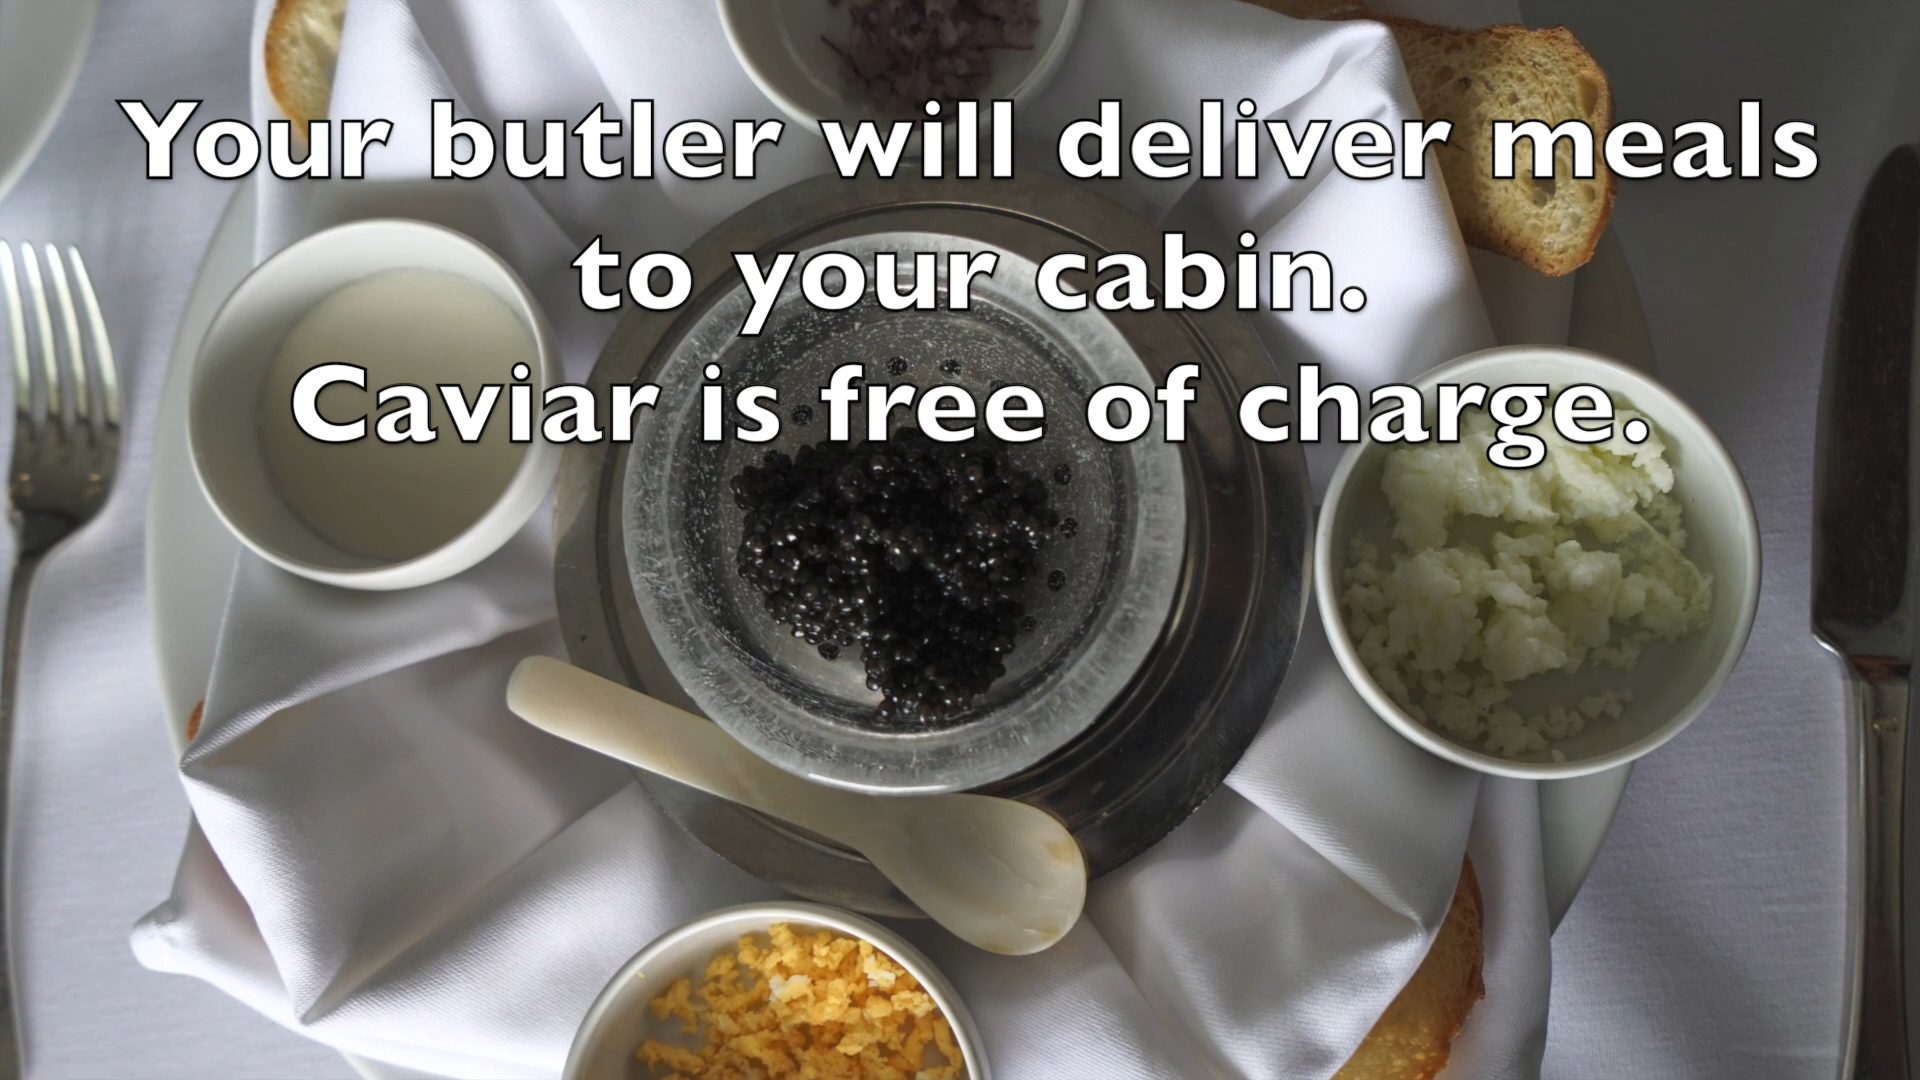 Your butler will deliver meals
to your cabin.
Caviar is free of charge.